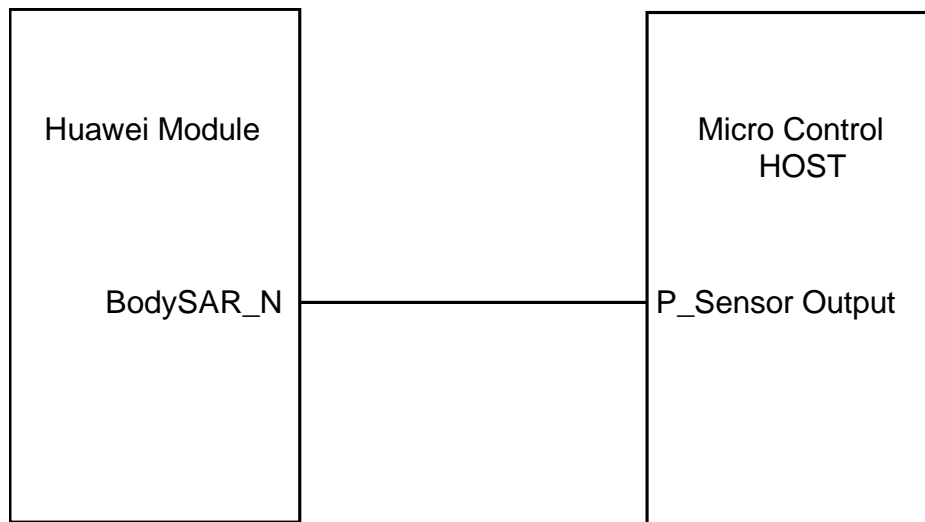 Huawei Module
Micro Control
HOST
BodySAR_N
P_Sensor Output